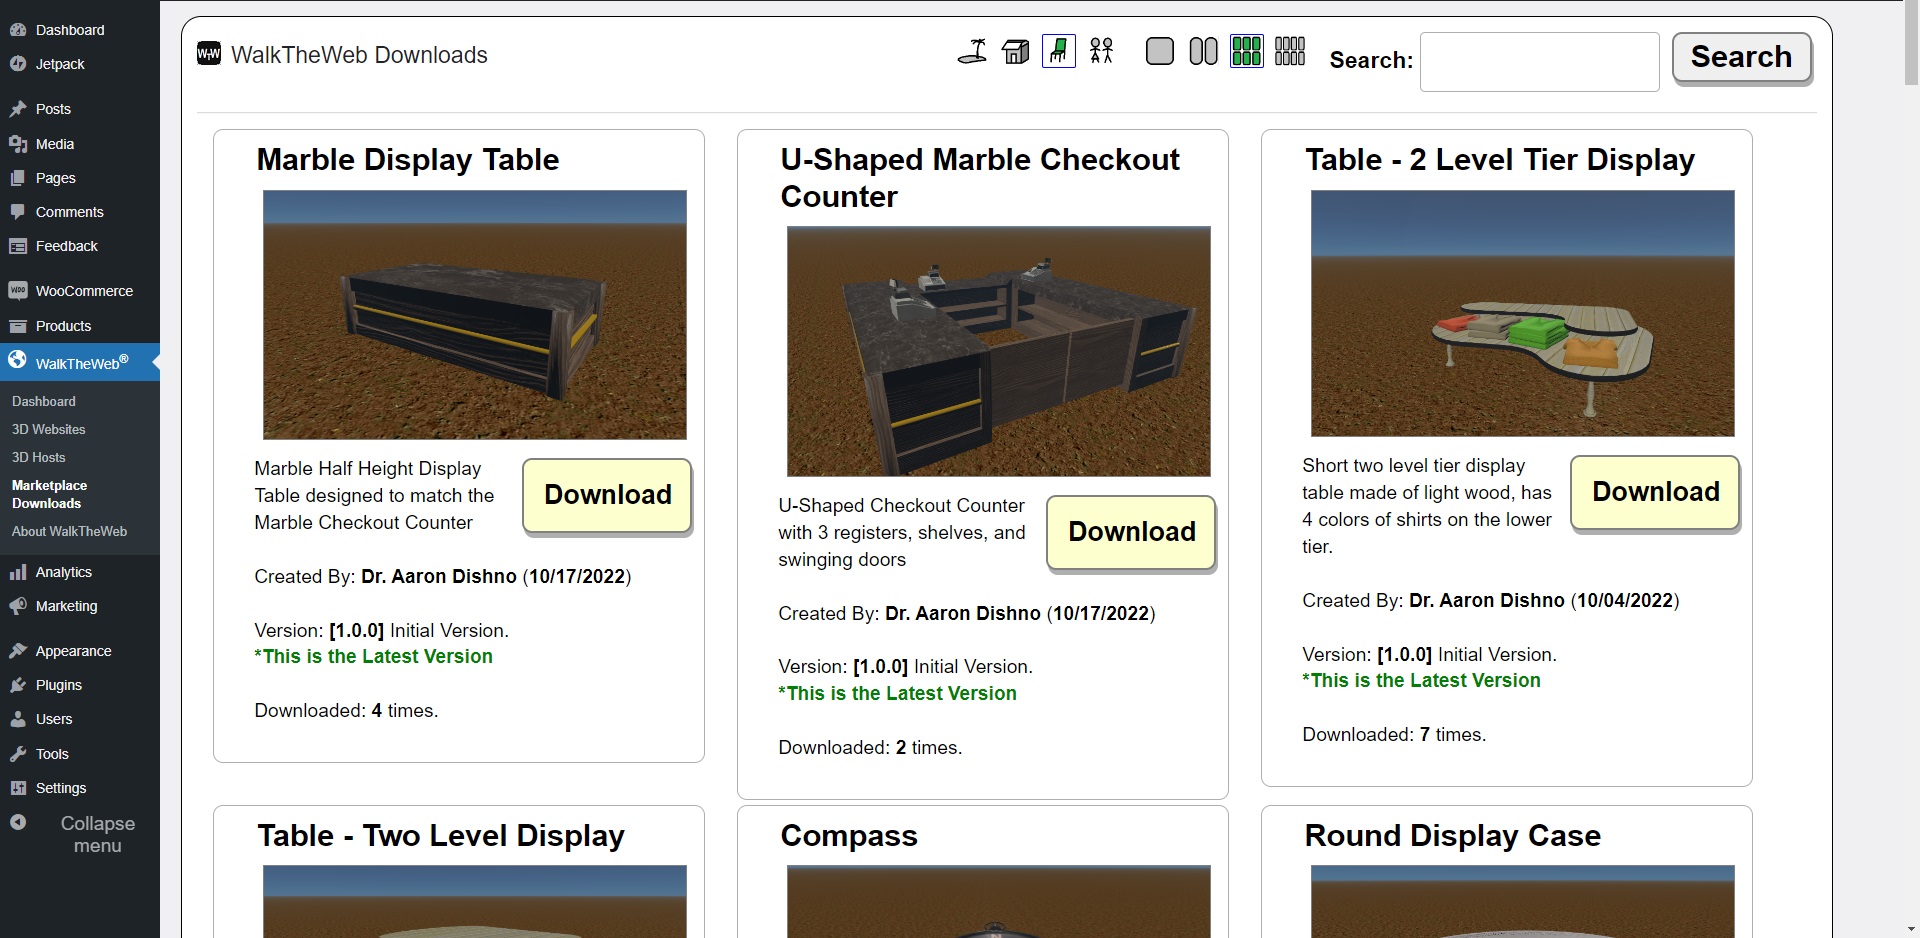 Dashboard
Jetpack
Posts
Media
Pages
Comments
Feedback
WooCommerce
Products
WalkTheWeb®
Dashboard
3D Websites
3D Hosts
Marketplace
Downloads
About WalkTheWeb
Analytics
Marketing
Appearance
Plugins
Users
Tools
Settings
Collapse
menu
WTW WalkTheWeb Downloads
Search:
Search
Marble Display Table
Marble Half Height Display
Table designed to match the
Marble Checkout Counter
Download
Created By: Dr. Aaron Dishno (10/17/2022)
Version: [1.0.0] Initial Version.
*This is the Latest Version
Downloaded: 4 times.
U-Shaped Marble Checkout
Counter
U-Shaped Checkout Counter
with 3 registers, shelves, and
swinging doors
Download
Created By: Dr. Aaron Dishno (10/17/2022)
Version: [1.0.0] Initial Version.
*This is the Latest Version
Downloaded: 2 times.
Table - 2 Level Tier Display
Short two level tier display
table made of light wood, has
4 colors of shirts on the lower
tier.
Download
Created By: Dr. Aaron Dishno (10/04/2022)
Version: [1.0.0] Initial Version.
*This is the Latest Version
Downloaded: 7 times.
Table - Two Level Display
Compass
Round Display Case